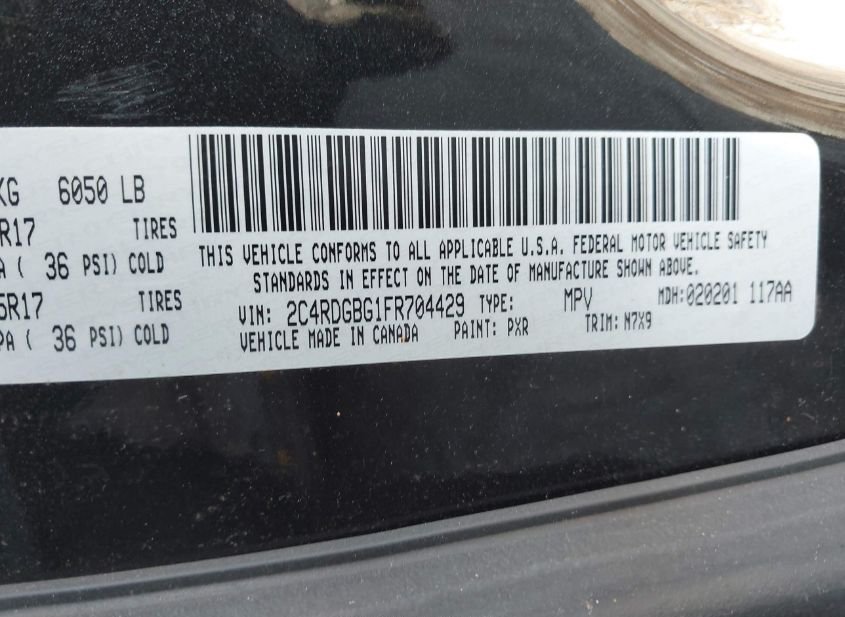 KG 6050 LB
R17 TIRES
A ( 36 PSI) COLD
5R17 TIRES
PA ( 36 PSI) COLD
THIS VEHICLE CONFORMS TO ALL APPLICABLE U.S.A. FEDERAL MOTOR VEHICLE SAFETY
STANDARDS IN EFFECT ON THE DATE OF MANUFACTURE SHOWN ABOVE.
VIN: 2C4RDGBG1FR704429 TYPE: MPV MDH:020201 117AA
VEHICLE MADE IN CANADA PAINT: PXR TRIM: N7X9